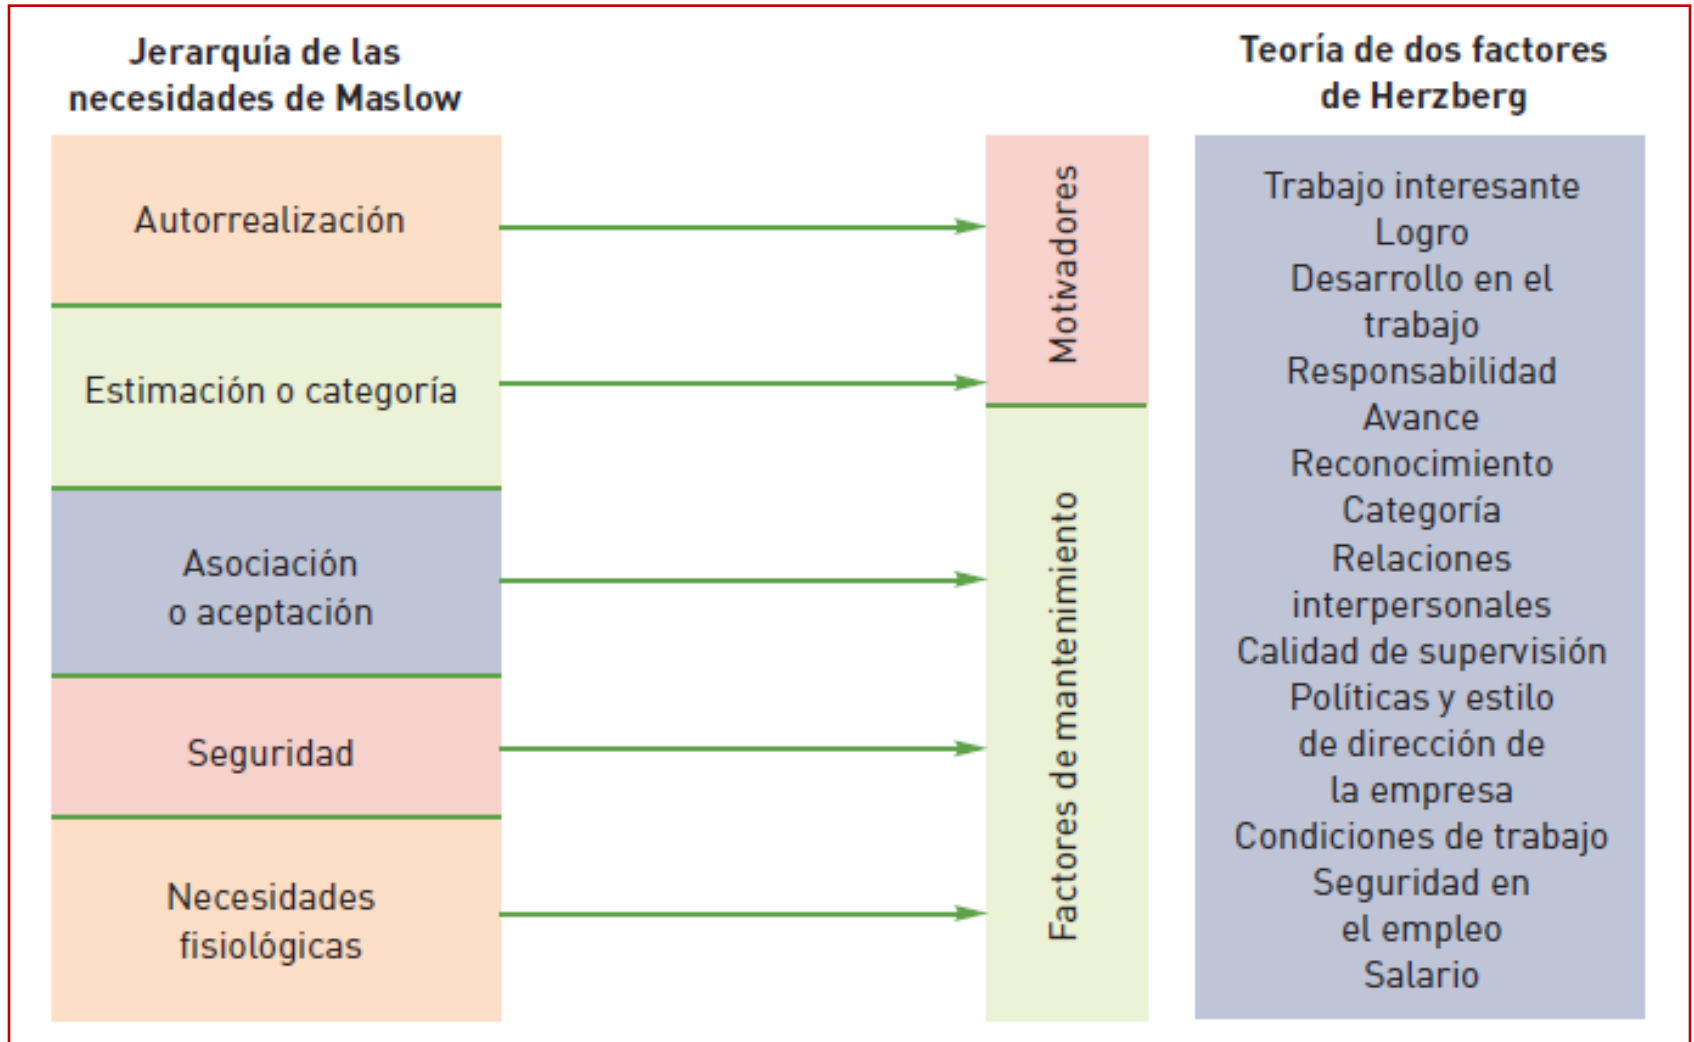 Jerarquía de las
necesidades de Maslow
Autorrealización
Estimación o categoría
Asociación
o aceptación
Seguridad
Necesidades
fisiológicas
Motivadores
Factores de mantenimiento
Teoría de dos factores
de Herzberg
Trabajo interesante
Logro
Desarrollo en el
trabajo
Responsabilidad
Avance
Reconocimiento
Categoría
Relaciones
interpersonales
Calidad de supervisión
Políticas y estilo
de dirección de
la empresa
Condiciones de trabajo
Seguridad en
el empleo
Salario